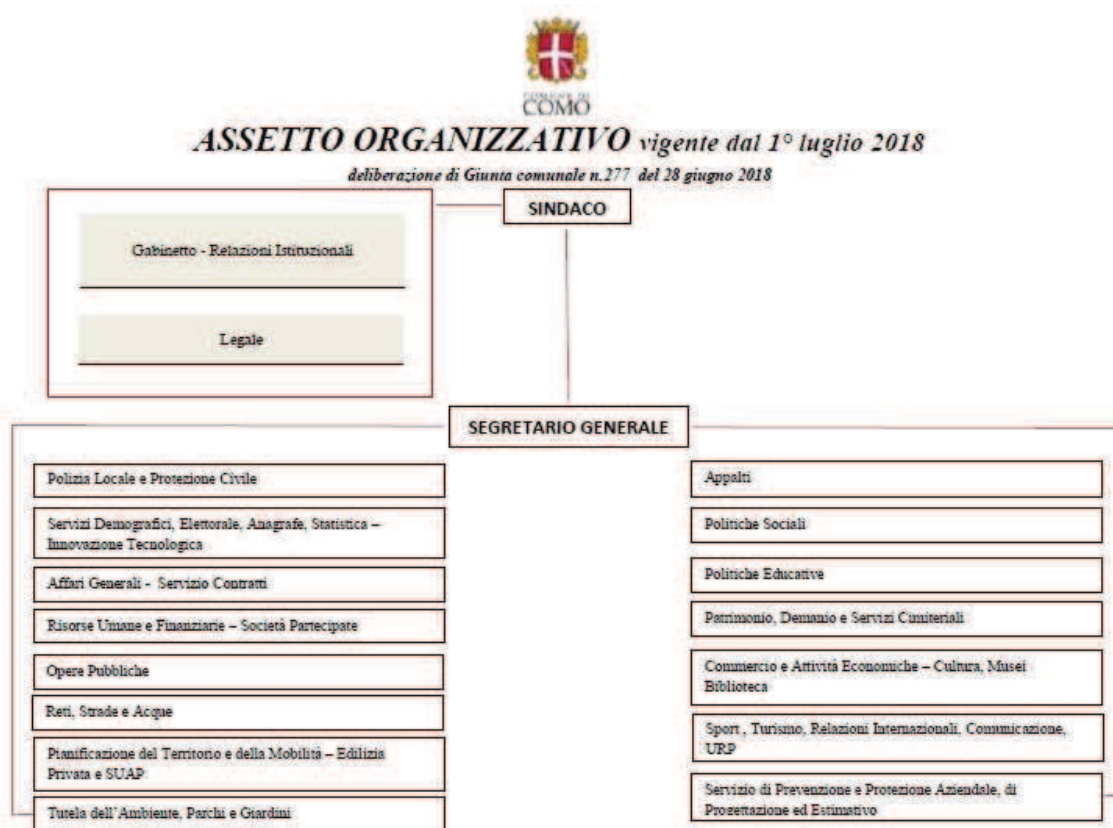 COMUNE DI
COMO
ASSETTO ORGANIZZATIVO vigente dal 1° luglio 2018
deliberazione di Giunta comunale n.277 del 28 giugno 2018
SINDACO
Gabinetto - Relazioni Istituzionali
Legale
SEGRETARIO GENERALE
Polizia Locale e Protezione Civile
Servizi Demografici, Elettorale, Anagrafe, Statistica –
Innovazione Tecnologica
Affari Generali - Servizio Contratti
Risorse Umane e Finanziarie – Società Partecipate
Opere Pubbliche
Reti, Strade e Acque
Pianificazione del Territorio e della Mobilità – Edilizia
Privata e SUAP
Tutela dell'Ambiente, Parchi e Giardini
Appalti
Politiche Sociali
Politiche Educative
Patrimonio, Demanio e Servizi Cimiteriali
Commercio e Attività Economiche – Cultura, Musei
Biblioteca
Sport , Turismo, Relazioni Internazionali, Comunicazione,
URP
Servizio di Prevenzione e Protezione Aziendale, di
Progettazione ed Estimativo